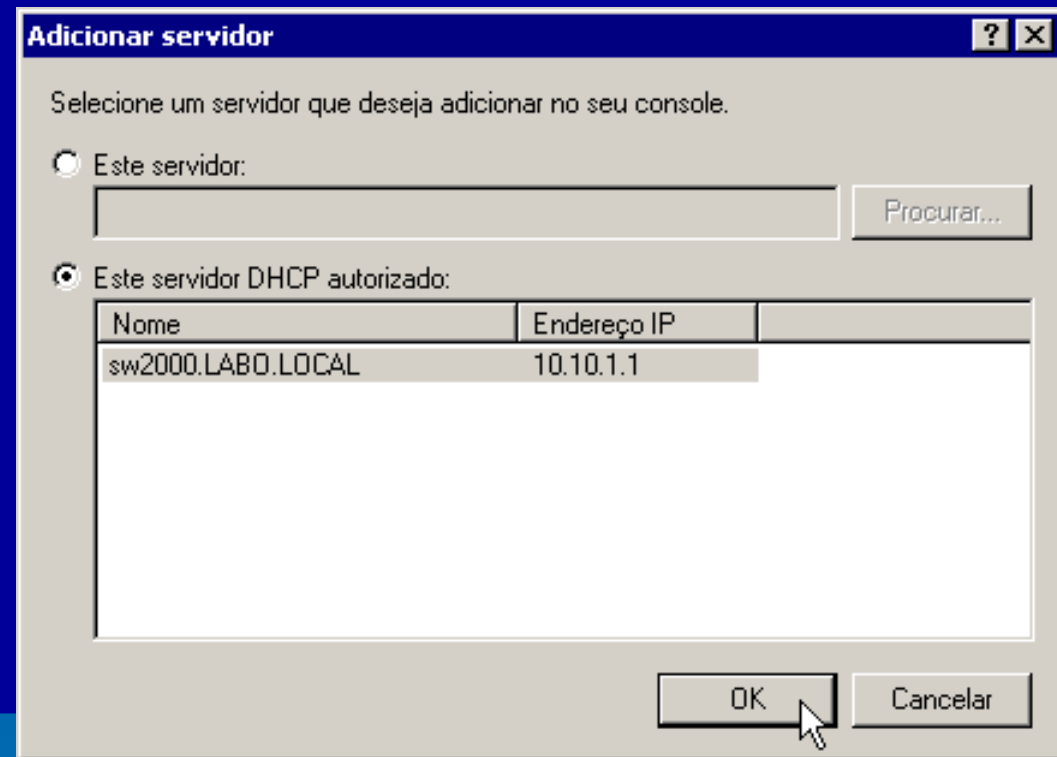 Adicionar servidor
Selecione um servidor que deseja adicionar no seu console.
Este servidor:
Procurar...
Este servidor DHCP autorizado:
Nome Endereço IP
sw2000.LABO.LOCAL 10.10.1.1
OK Cancelar